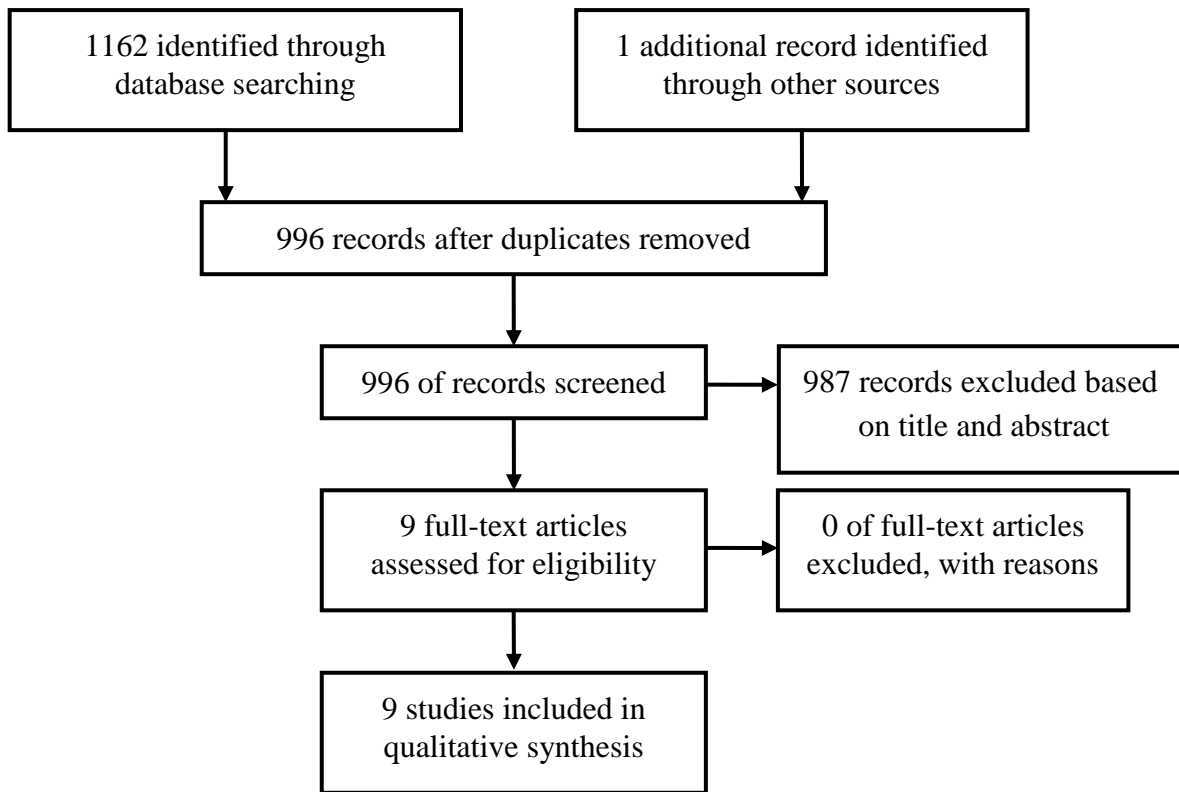 1162 identified through
database searching
1 additional record identified
through other sources
996 records after duplicates removed
996 of records screened
987 records excluded based
on title and abstract
9 full-text articles
assessed for eligibility
0 of full-text articles
excluded, with reasons
9 studies included in
qualitative synthesis